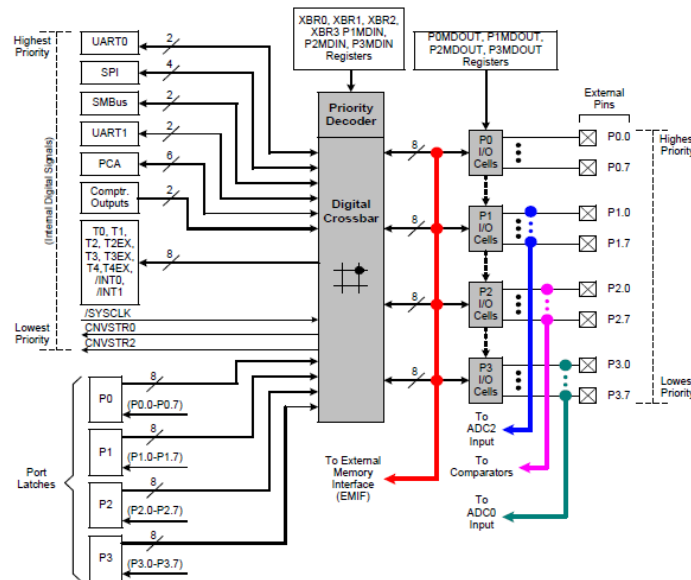 XBR0, XBR1, XBR2,
XBR3 P1MDIN,
P2MDIN, P3MDIN
Registers
P0MDOUT, P1MDOUT,
P2MDOUT, P3MDOUT
Registers
Highest
Priority
UART0
2
SPI
4
SMBus
2
UART1
2
PCA
6
Comptr.
Outputs
2
(Internal Digital Signals)
T0, T1,
T2, T2EX,
T3, T3EX,
T4,T4EX,
/INT0,
/INT1
8
Lowest
Priority
/SYSCLK
CNVSTR0
CNVSTR2
Priority
Decoder
Digital
Crossbar
8
8
8
8
P0
I/O
Cells
P1
I/O
Cells
P2
I/O
Cells
P3
I/O
Cells
External
Pins
P0.0
P0.7
P1.0
P1.7
P2.0
P2.7
P3.0
P3.7
Highest
Priority
Lowest
Priority
Port
Latches
P0
8
(P0.0-P0.7)
P1
8
(P1.0-P1.7)
P2
8
(P2.0-P2.7)
P3
8
(P3.0-P3.7)
To External
Memory
Interface
(EMIF)
To
ADC2
Input
To
Comparators
To
ADC0
Input